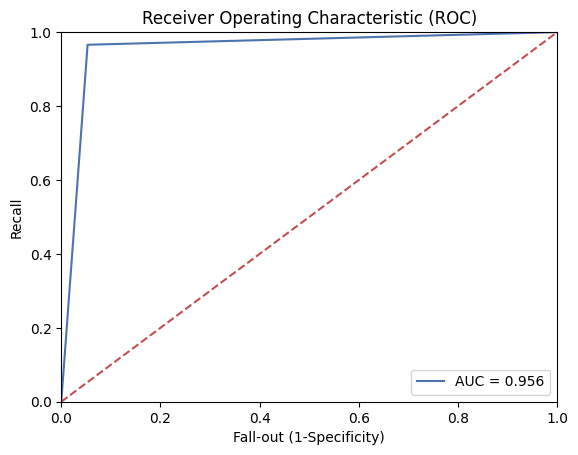 Receiver Operating Characteristic (ROC)
1.0
0.8
0.6
0.4
0.2
0.0
Recall
AUC = 0.956
0.0 0.2 0.4 0.6 0.8 1.0
Fall-out (1-Specificity)